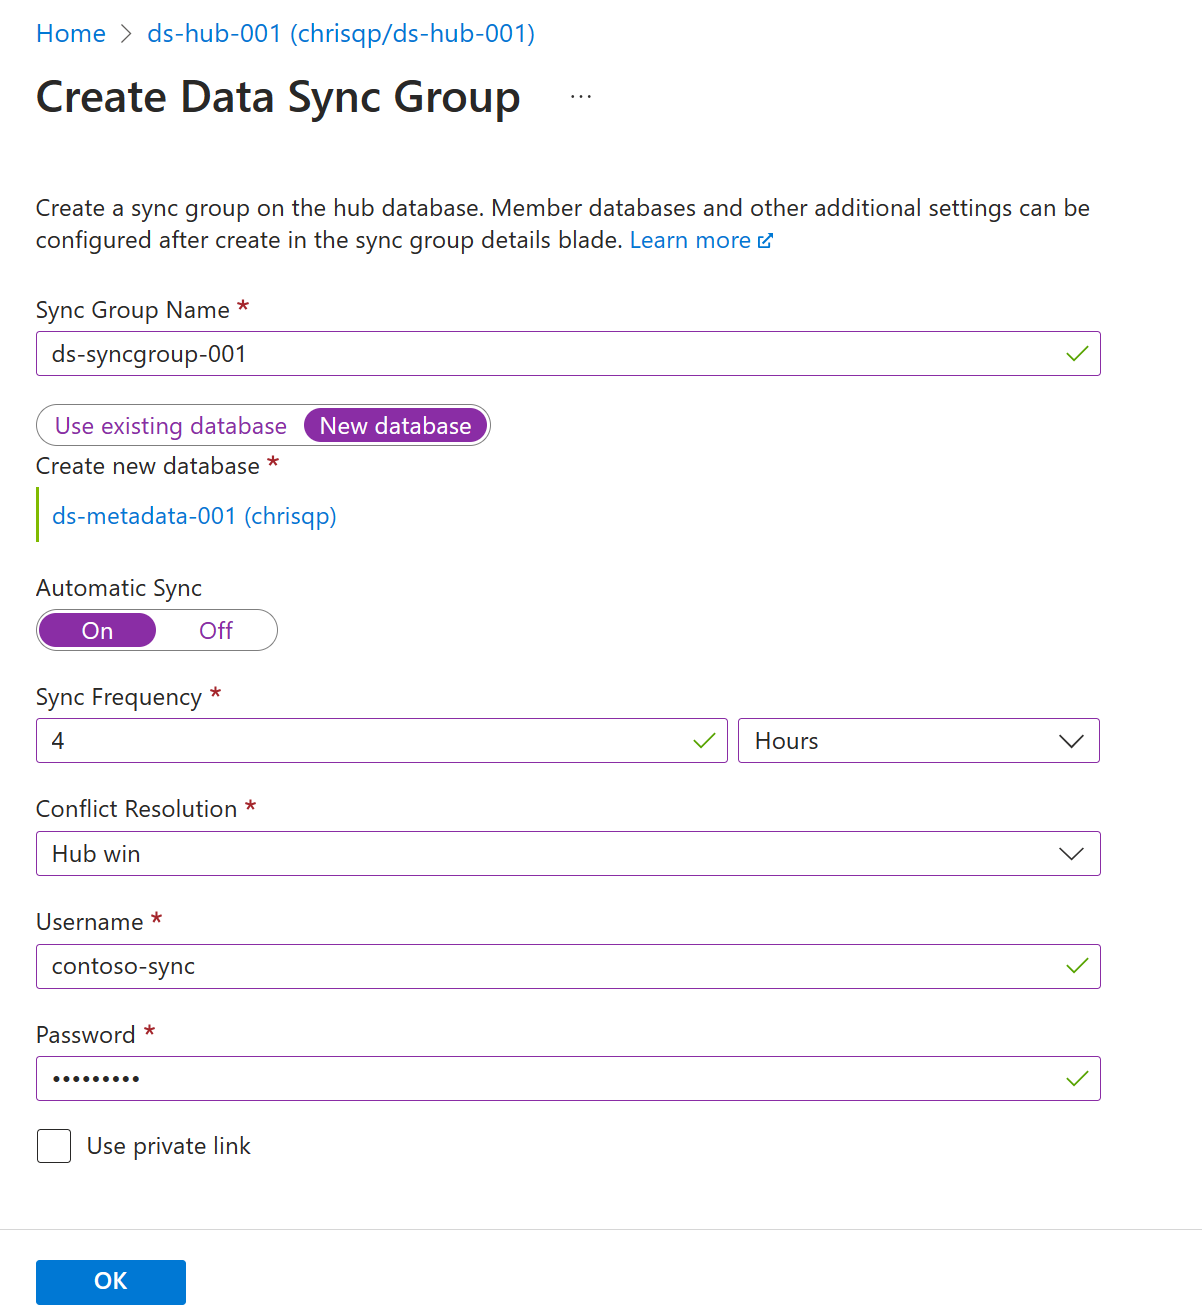 Home > ds-hub-001 (chrisqp/ds-hub-001)
Create Data Sync Group ...
Create a sync group on the hub database. Member databases and other additional settings can be
configured after create in the sync group details blade. Learn more
Sync Group Name *
ds-syncgroup-001
Use existing database New database
Create new database *
ds-metadata-001 (chrisqp)
Automatic Sync
On Off
Sync Frequency *
4 Hours
Conflict Resolution *
Hub win
Username *
contoso-sync
Password *
•••••••••
Use private link
OK